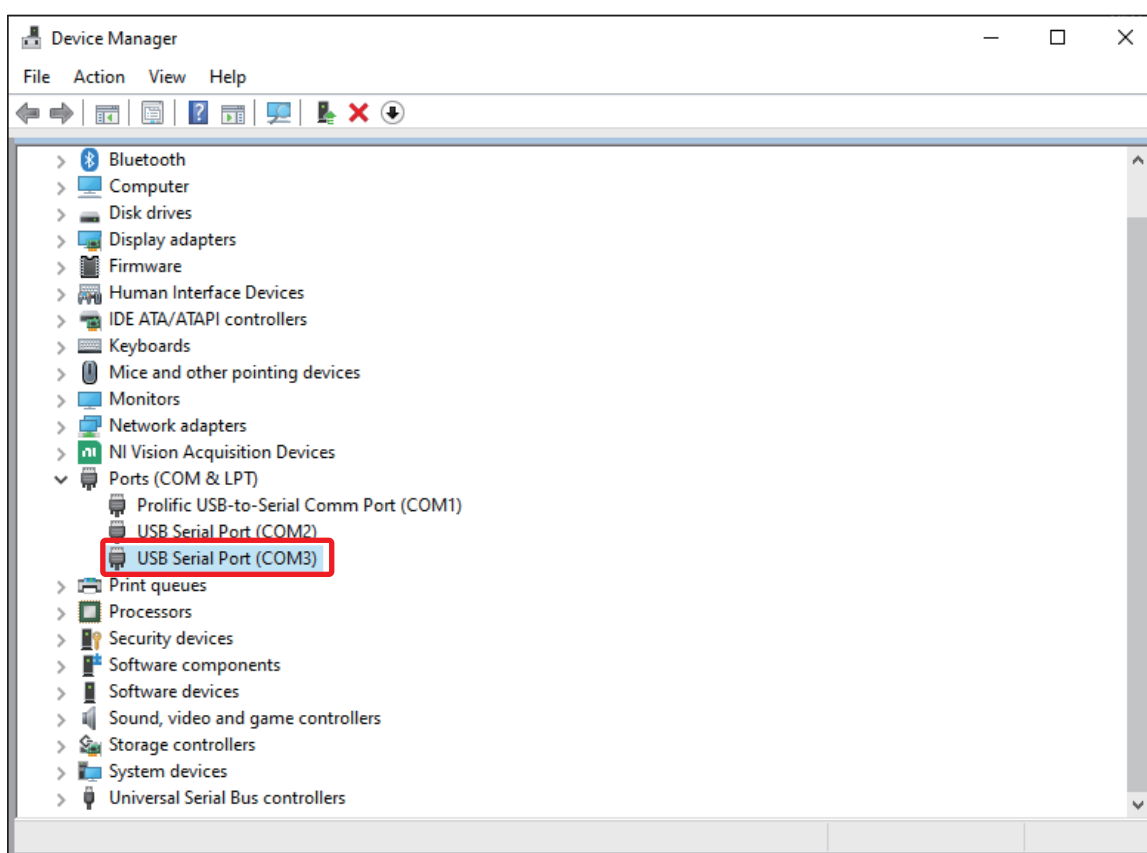 Device Manager
File Action View Help
Bluetooth
Computer
Disk drives
Display adapters
Firmware
Human Interface Devices
IDE ATA/ATAPI controllers
Keyboards
Mice and other pointing devices
Monitors
Network adapters
NI Vision Acquisition Devices
Ports (COM & LPT)
Prolific USB-to-Serial Comm Port (COM1)
USB Serial Port (COM2)
USB Serial Port (COM3)
Print queues
Processors
Security devices
Software components
Software devices
Sound, video and game controllers
Storage controllers
System devices
Universal Serial Bus controllers